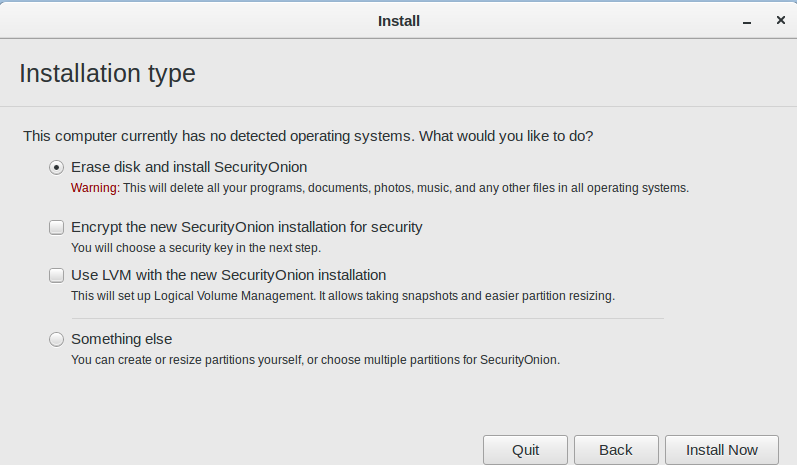 Install
Installation type
This computer currently has no detected operating systems. What would you like to do?
Erase disk and install SecurityOnion
Warning: This will delete all your programs, documents, photos, music, and any other files in all operating systems.
Encrypt the new SecurityOnion installation for security
You will choose a security key in the next step.
Use LVM with the new SecurityOnion installation
This will set up Logical Volume Management. It allows taking snapshots and easier partition resizing.
Something else
You can create or resize partitions yourself, or choose multiple partitions for SecurityOnion.
Quit
Back
Install Now